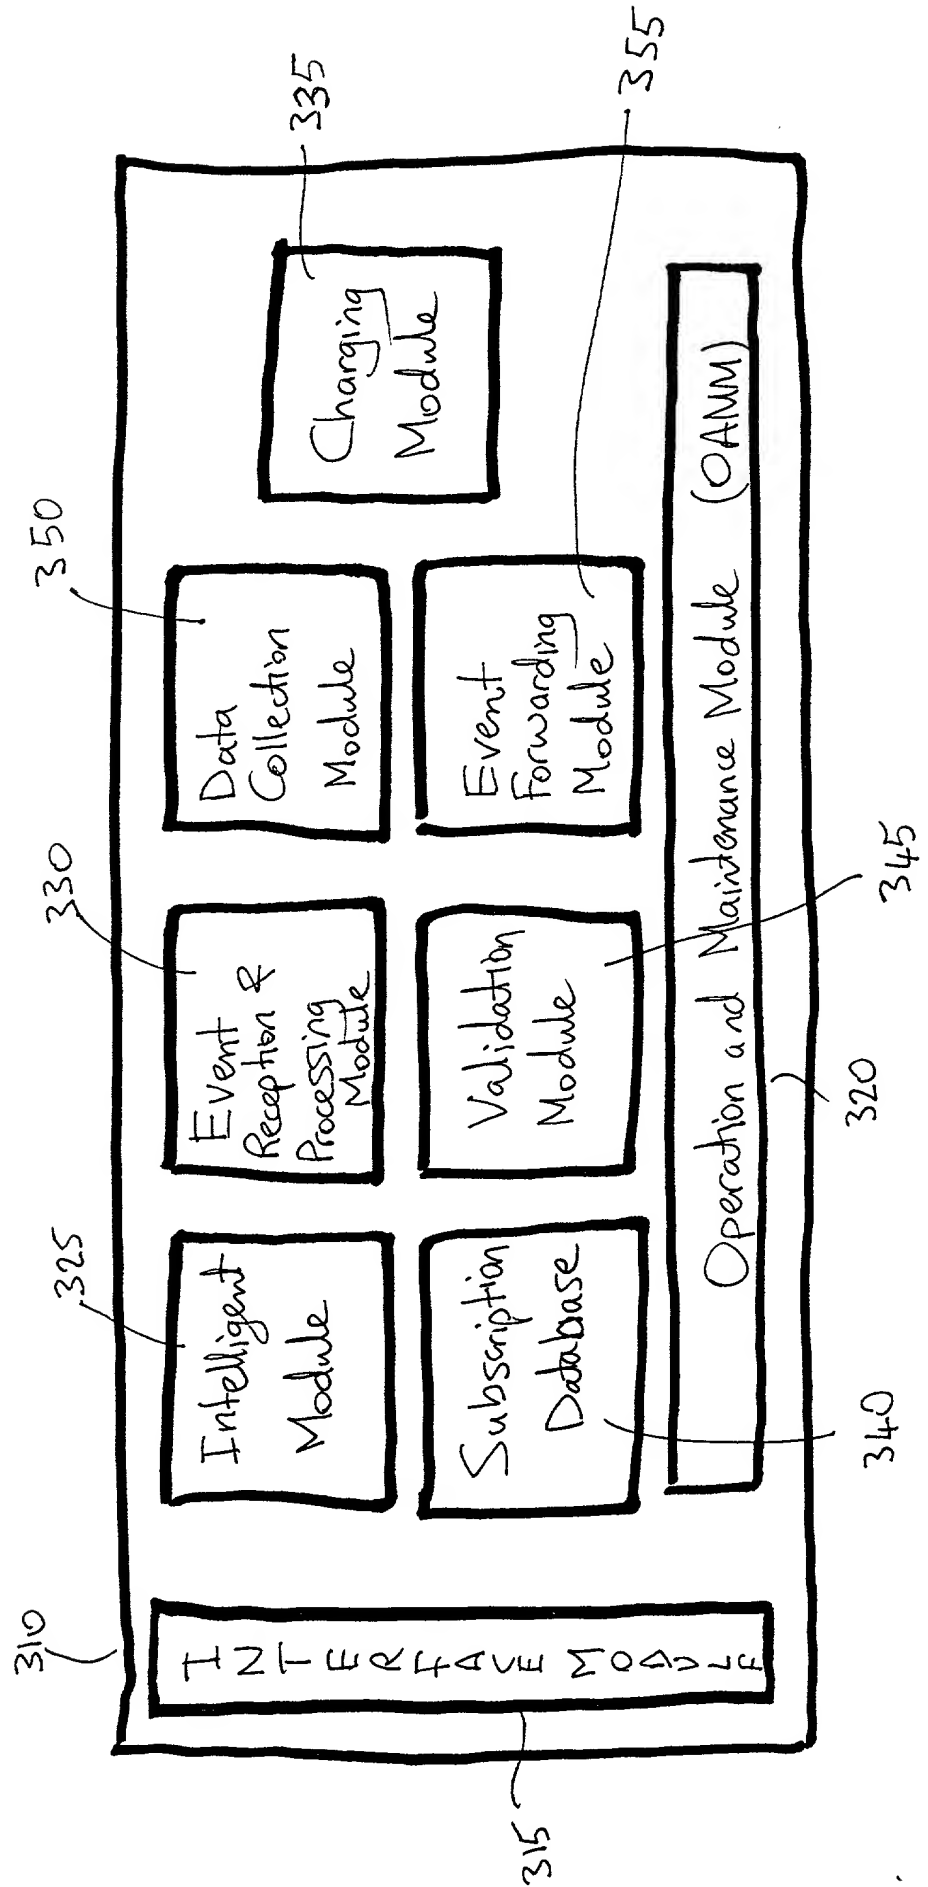 310
325
330
350
335
355
INTERFACE MODULE
315
Intelligent
Module
Event
Reception &
Processing
Module
Data
Collection
Module
Charging
Module
Subscription
Database
Validation
Module
Event
Forwarding
Module
Operation and Maintenance Module (OAMM)
340
320
345